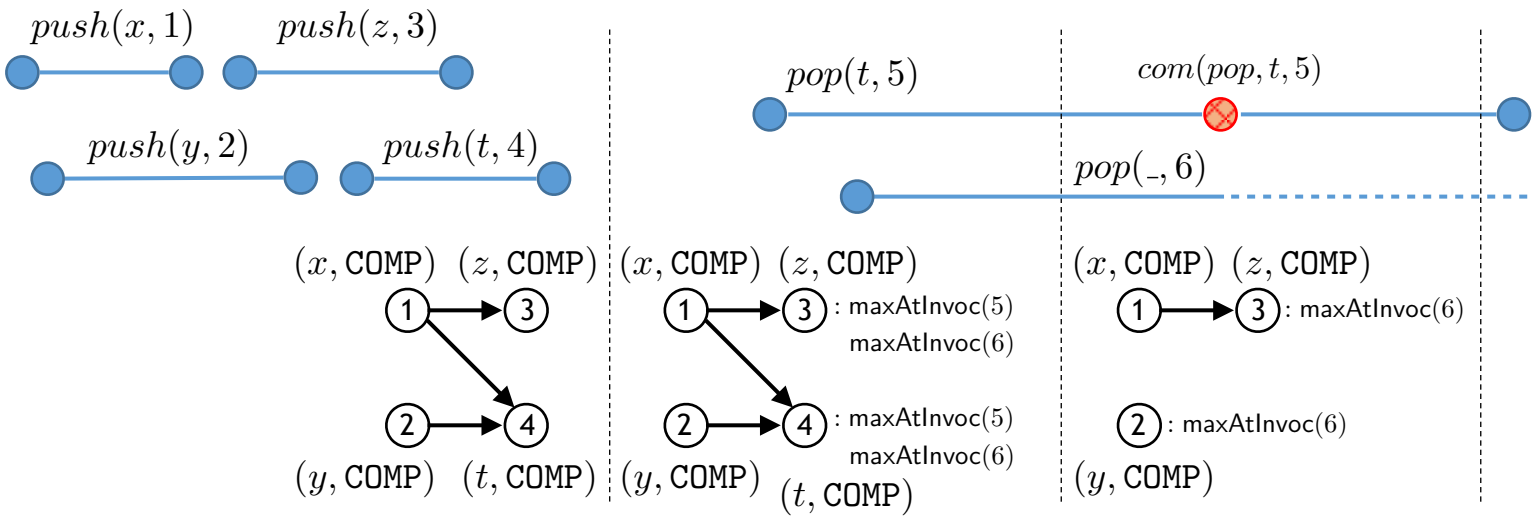 push(x, 1) push(z, 3)
pop(t, 5) com(pop, t, 5)
push(y, 2) push(t, 4)
pop(_, 6)
(x, COMP) (z, COMP) (x, COMP) (z, COMP) (x, COMP) (z, COMP)
1 3 1 3 : maxAtInvoc(5) 1 3 : maxAtInvoc(6)
maxAtInvoc(6)
2 4 2 4 : maxAtInvoc(5) 2 : maxAtInvoc(6)
maxAtInvoc(6)
(y, COMP) (t, COMP) (y, COMP) (t, COMP) (y, COMP)